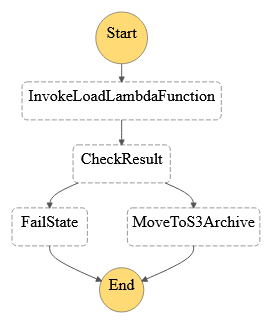 Start
InvokeLoadLambdaFunction
CheckResult
FailState
MoveToS3Archive
End